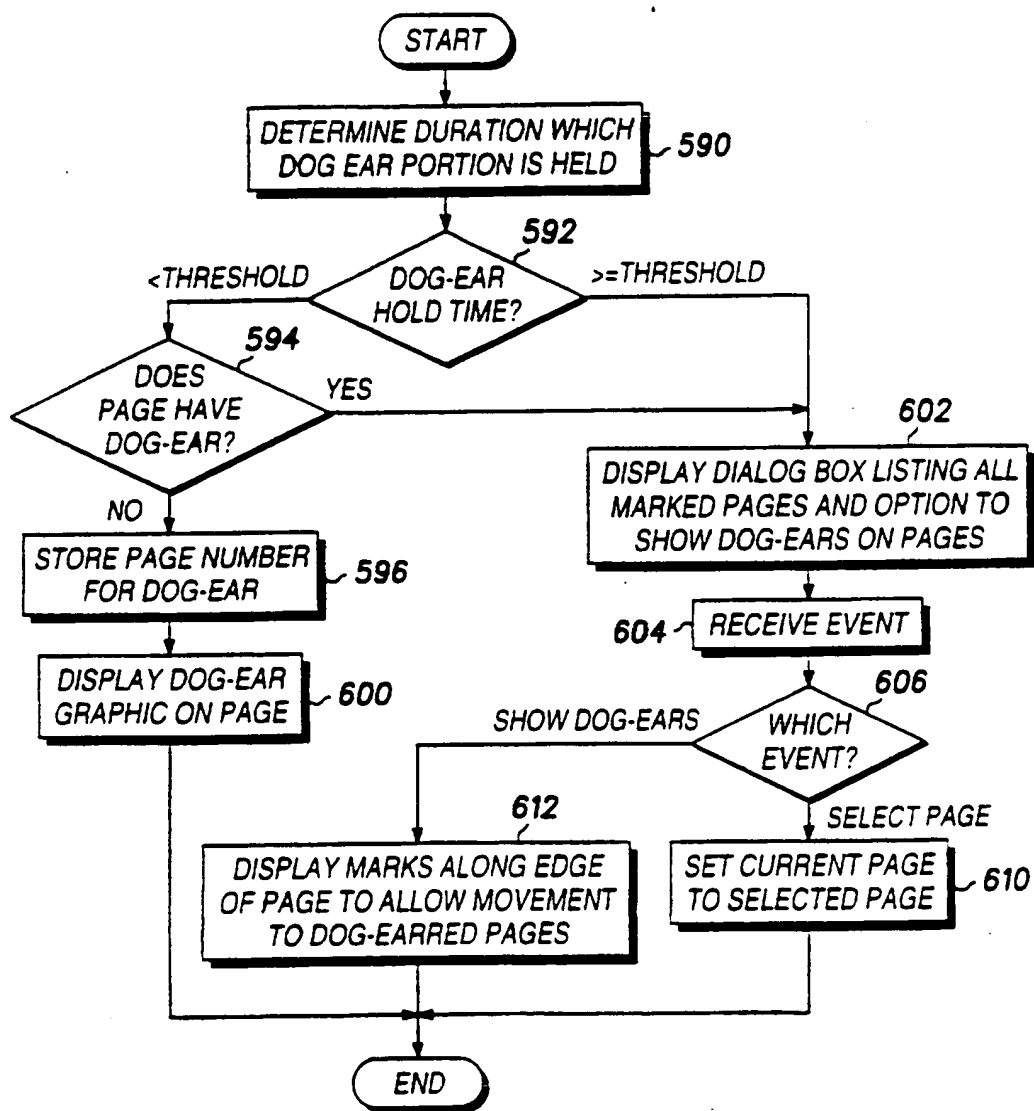 START
DETERMINE DURATION WHICH
DOG EAR PORTION IS HELD
590
592
<THRESHOLD
DOG-EAR
HOLD TIME?
>=THRESHOLD
594
DOES
PAGE HAVE
DOG-EAR?
YES
NO
STORE PAGE NUMBER
FOR DOG-EAR
596
DISPLAY DOG-EAR
GRAPHIC ON PAGE
600
602
DISPLAY DIALOG BOX LISTING ALL
MARKED PAGES AND OPTION TO
SHOW DOG-EARS ON PAGES
604
RECEIVE EVENT
606
SHOW DOG-EARS
WHICH
EVENT?
SELECT PAGE
612
DISPLAY MARKS ALONG EDGE
OF PAGE TO ALLOW MOVEMENT
TO DOG-EARRED PAGES
SET CURRENT PAGE
TO SELECTED PAGE
610
END